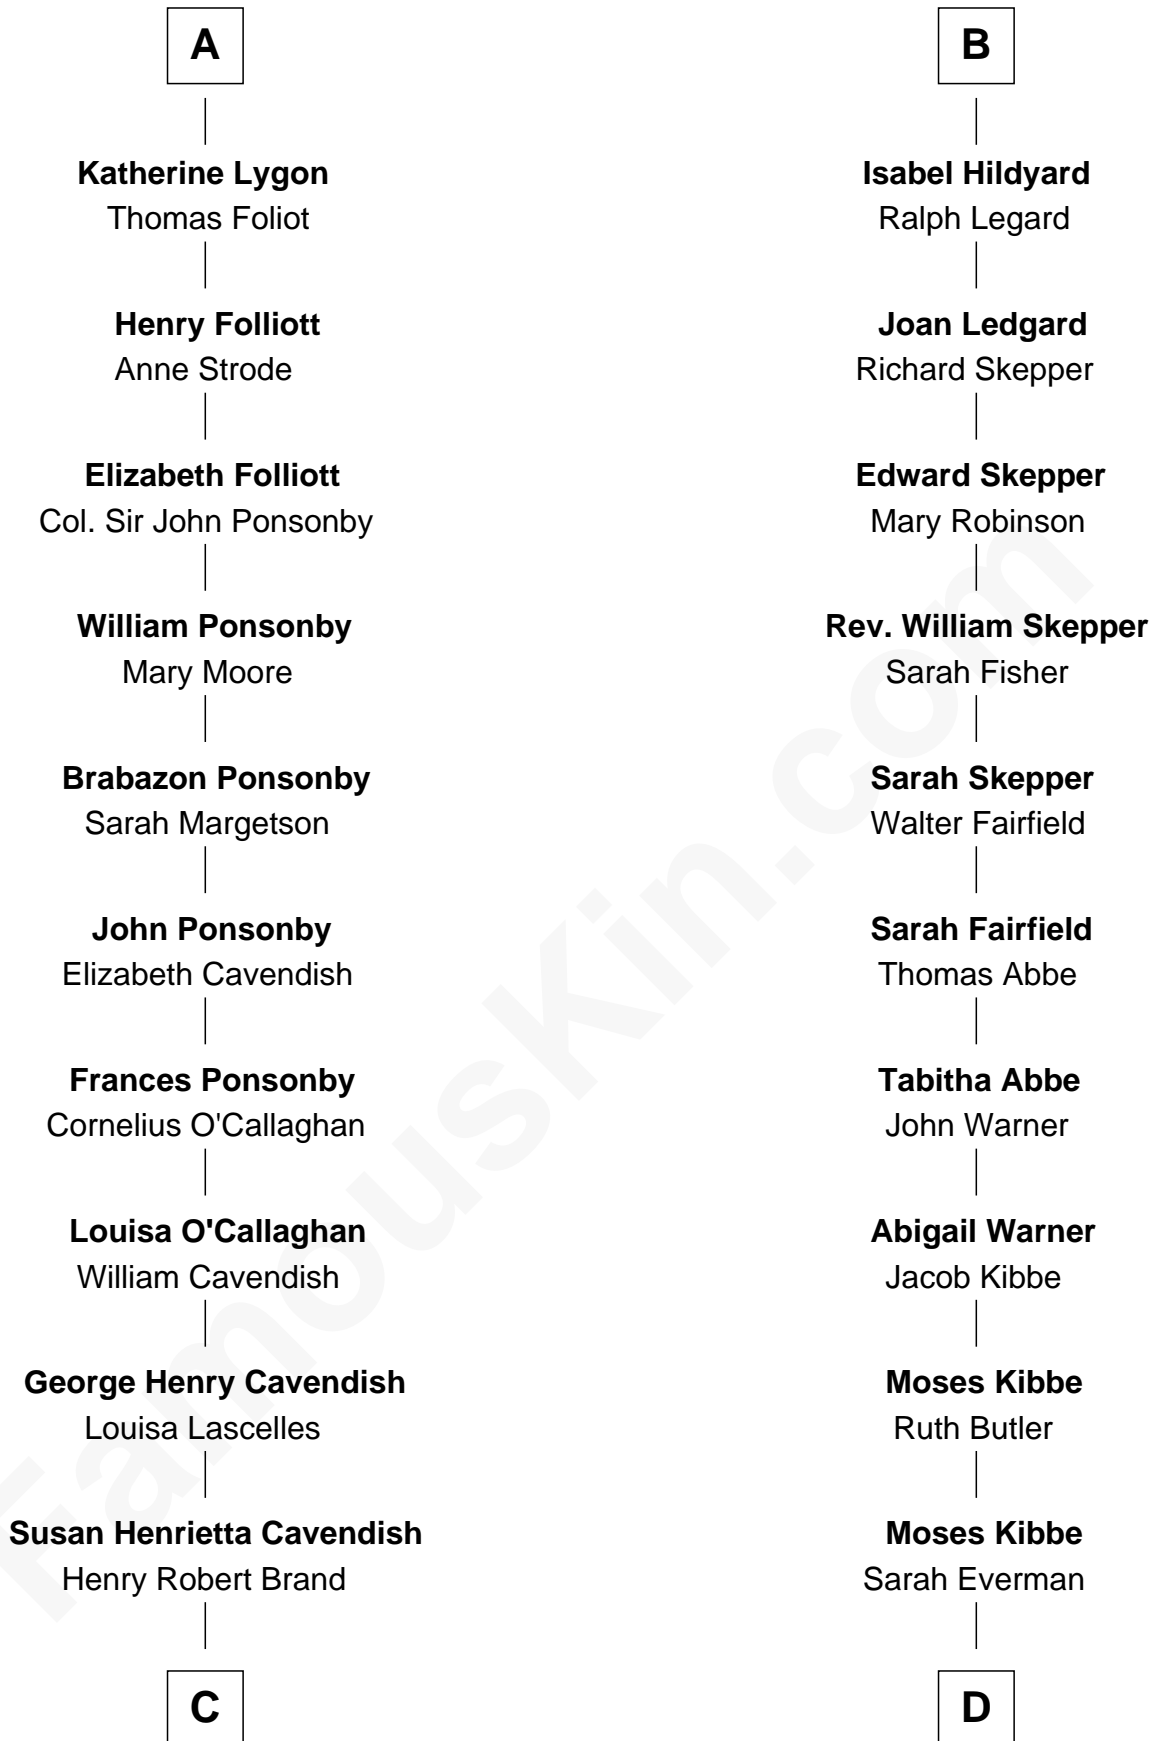 A
Katherine Lygon
Thomas Foliot
Henry Folliott
Anne Strode
Elizabeth Folliott
Col. Sir John Ponsonby
William Ponsonby
Mary Moore
Brabazon Ponsonby
Sarah Margetson
John Ponsonby
Elizabeth Cavendish
Frances Ponsonby
Cornelius O'Callaghan
Louisa O'Callaghan
William Cavendish
George Henry Cavendish
Louisa Lascelles
Susan Henrietta Cavendish
Henry Robert Brand
C
B
Isabel Hildyard
Ralph Legard
Joan Ledgard
Richard Skepper
Edward Skepper
Mary Robinson
Rev. William Skepper
Sarah Fisher
Sarah Skepper
Walter Fairfield
Sarah Fairfield
Thomas Abbe
Tabitha Abbe
John Warner
Abigail Warner
Jacob Kibbe
Moses Kibbe
Ruth Butler
Moses Kibbe
Sarah Everman
D
FamousKin.com